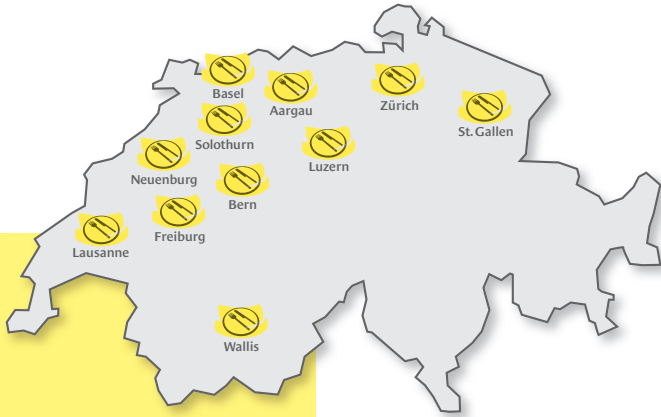 Basel
Aargau
Zürich
St. Gallen
Solothurn
Luzern
Neuenburg
Bern
Freiburg
Lausanne
Wallis